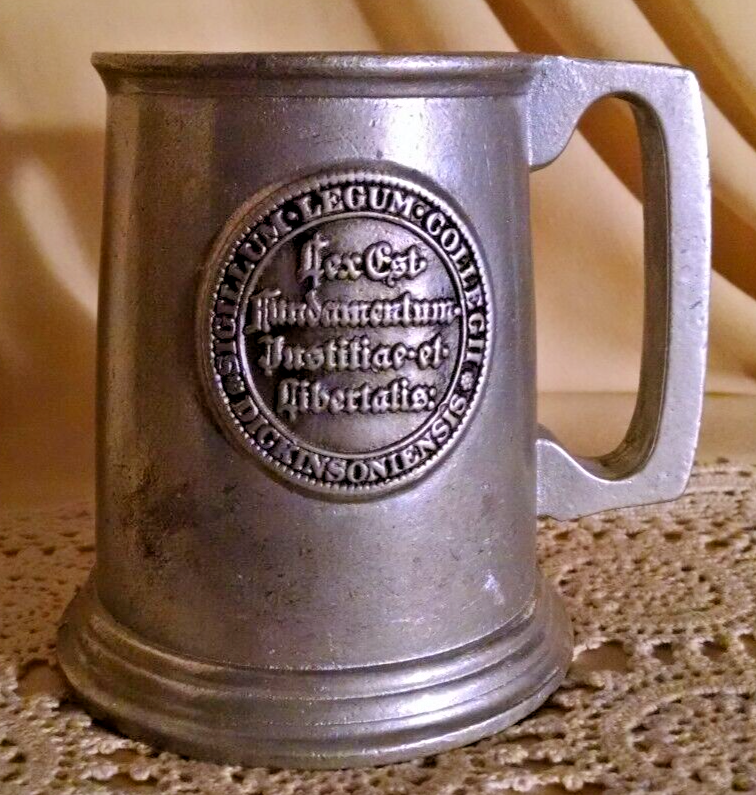 SIGILLUM·LEGUM·COLLEGII
DICKINSONIENSIS
Lex Est
Fundamentum·
Justitiae·et·
Libertatis: